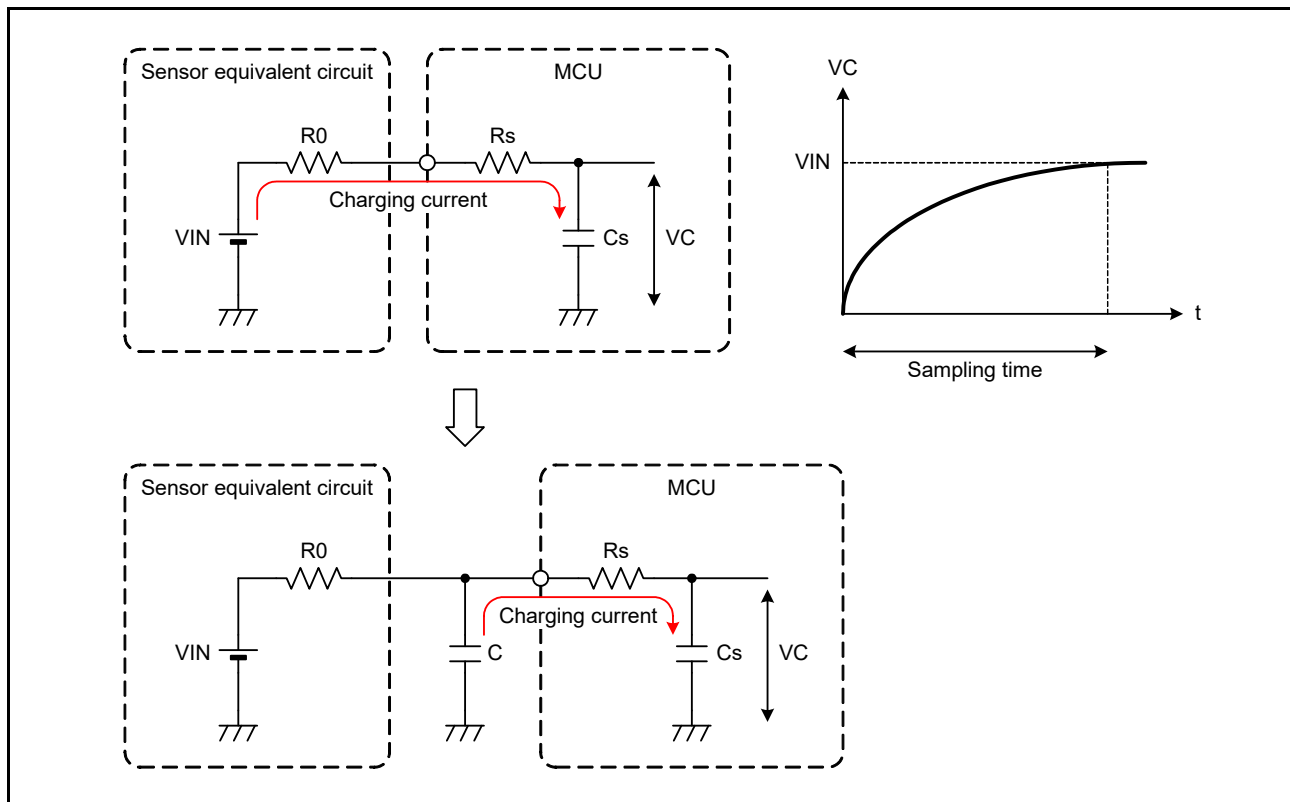 Sensor equivalent circuit
MCU
R0
Rs
Charging current
VIN
Cs
VC
VC
VIN
t
Sampling time
Sensor equivalent circuit
MCU
R0
Rs
Charging current
VIN
C
Cs
VC